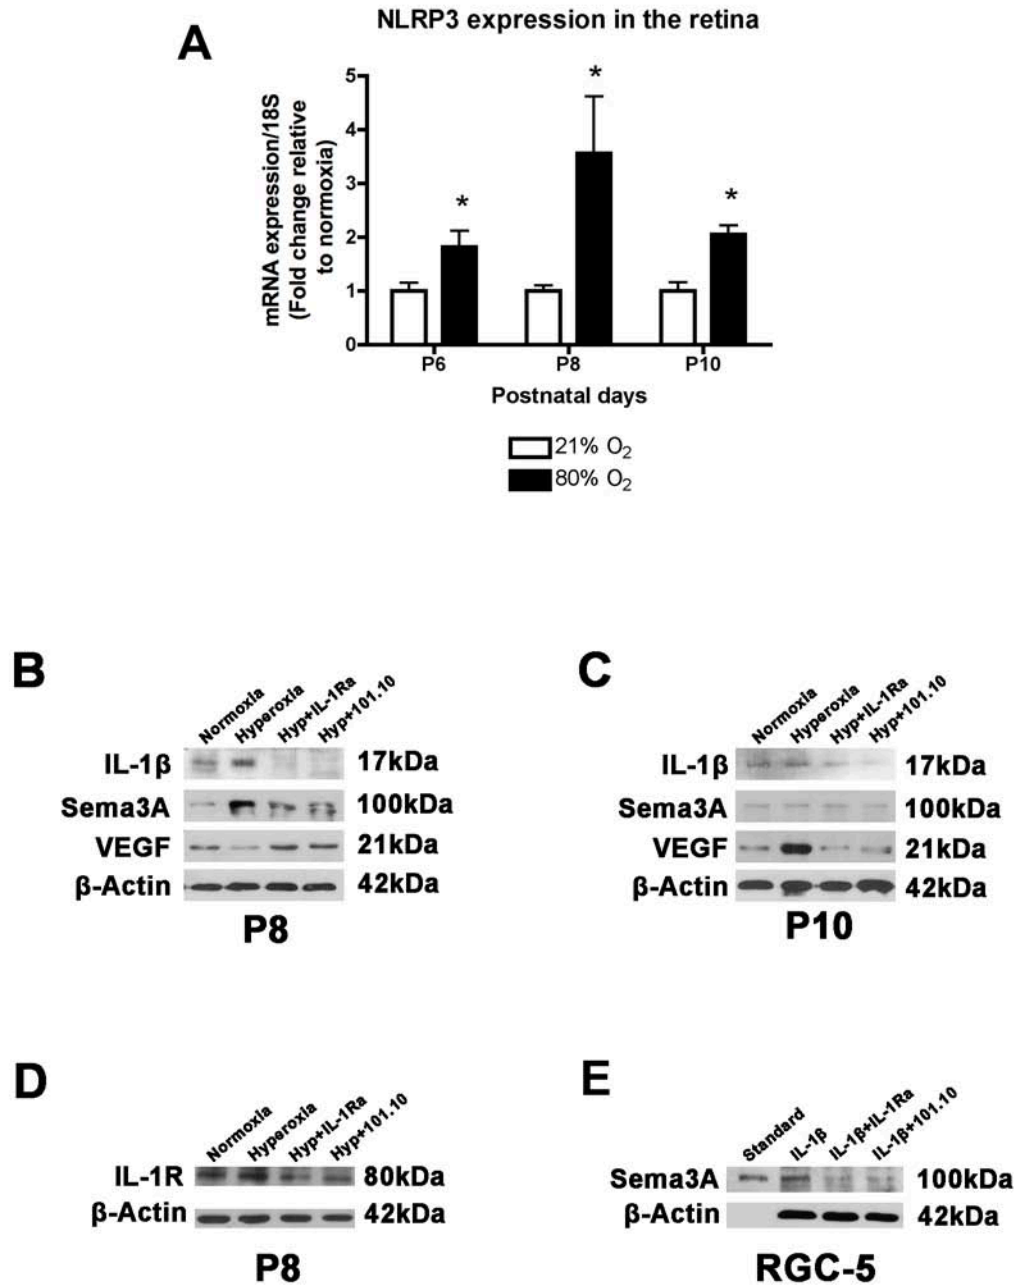 NLRP3 expression in the retina
A
mRNA expression/18S
(Fold change relative
to normoxia)
5
4
3
2
1
0
*
*
*
P6 P8 P10
Postnatal days
21% O₂
80% O₂
B
Normoxia Hyperoxia Hyp+IL-1Ra Hyp+101.10
IL-1β 17kDa
Sema3A 100kDa
VEGF 21kDa
β-Actin 42kDa
P8
C
Normoxia Hyperoxia Hyp+IL-1Ra Hyp+101.10
IL-1β 17kDa
Sema3A 100kDa
VEGF 21kDa
β-Actin 42kDa
P10
D
Normoxia Hyperoxia Hyp+IL-1Ra Hyp+101.10
IL-1R 80kDa
β-Actin 42kDa
P8
E
Standard IL-1β IL-1β+IL-1Ra IL-1β+101.10
Sema3A 100kDa
β-Actin 42kDa
RGC-5